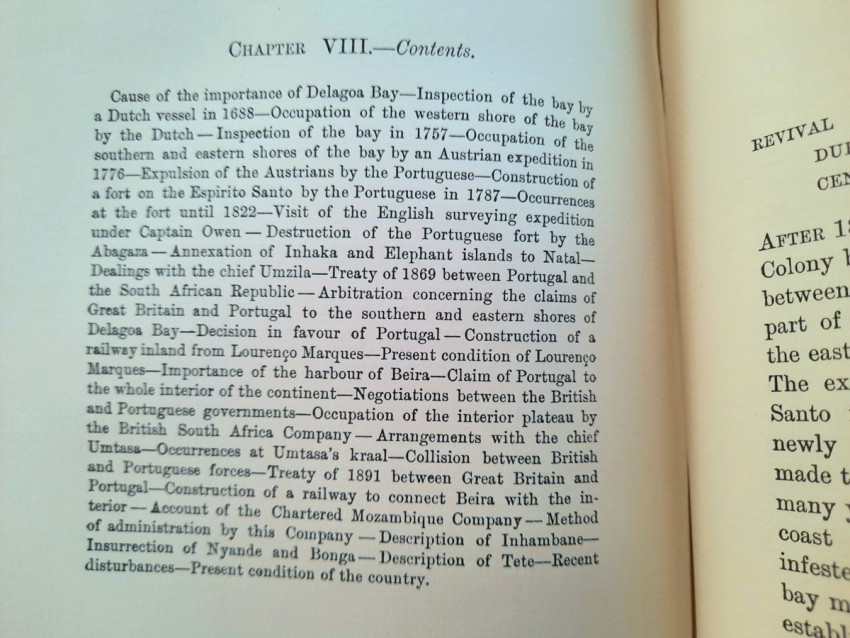 CHAPTER VIII.—Contents.
Cause of the importance of Delagoa Bay—Inspection of the bay by
a Dutch vessel in 1688—Occupation of the western shore of the bay
by the Dutch—Inspection of the bay in 1757—Occupation of the
southern and eastern shores of the bay by an Austrian expedition in
1776—Expulsion of the Austrians by the Portuguese—Construction of
a fort on the Espirito Santo by the Portuguese in 1787—Occurrences
at the fort until 1822—Visit of the English surveying expedition
under Captain Owen—Destruction of the Portuguese fort by the
Abagaza—Annexation of Inhaka and Elephant islands to Natal—
Dealings with the chief Umzila—Treaty of 1869 between Portugal and
the South African Republic—Arbitration concerning the claims of
Great Britain and Portugal to the southern and eastern shores of
Delagoa Bay—Decision in favour of Portugal—Construction of a
railway inland from Lourenço Marques—Present condition of Lourenço
Marques—Importance of the harbour of Beira—Claim of Portugal to
the whole interior of the continent—Negotiations between the British
and Portuguese governments—Occupation of the interior plateau by
the British South Africa Company—Arrangements with the chief
Umtasa—Occurrences at Umtasa's kraal—Collision between British
and Portuguese forces—Treaty of 1891 between Great Britain and
Portugal—Construction of a railway to connect Beira with the in-
terior—Account of the Chartered Mozambique Company—Method
of administration by this Company—Description of Inhambane—
Insurrection of Nyande and Bonga—Description of Tete—Recent
disturbances—Present condition of the country.
REVIVAL
AFTER
Colony
between
part of
the east
The
Santo
newly
made
many
coast
bay